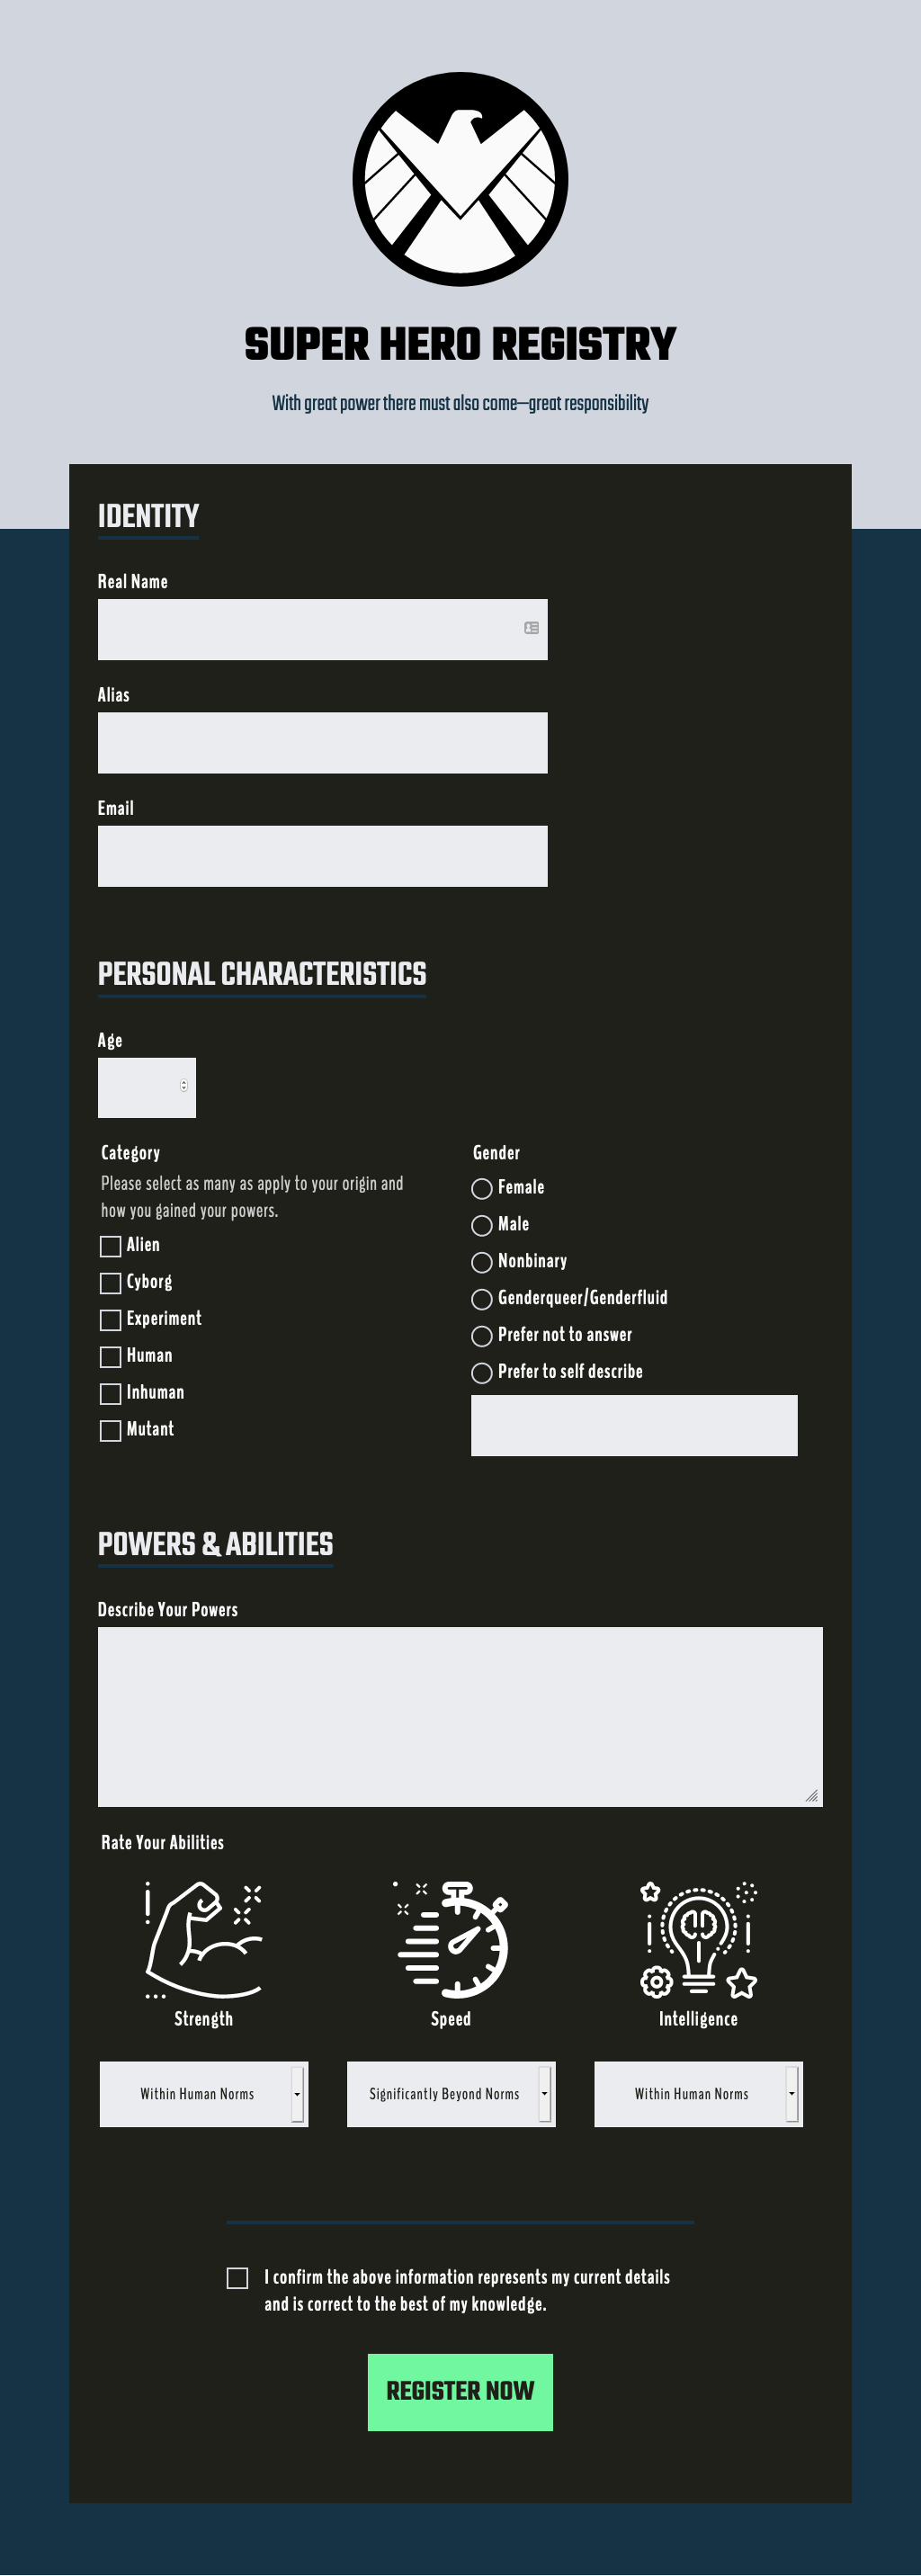 SUPER HERO REGISTRY
With great power there must also come—great responsibility
IDENTITY
Real Name
Alias
Email
PERSONAL CHARACTERISTICS
Age
Category
Please select as many as apply to your origin and
how you gained your powers.
Alien
Cyborg
Experiment
Human
Inhuman
Mutant
Gender
Female
Male
Nonbinary
Genderqueer/Genderfluid
Prefer not to answer
Prefer to self describe
POWERS & ABILITIES
Describe Your Powers
Rate Your Abilities
Strength
Speed
Intelligence
Within Human Norms
Significantly Beyond Norms
Within Human Norms
I confirm the above information represents my current details
and is correct to the best of my knowledge.
REGISTER NOW